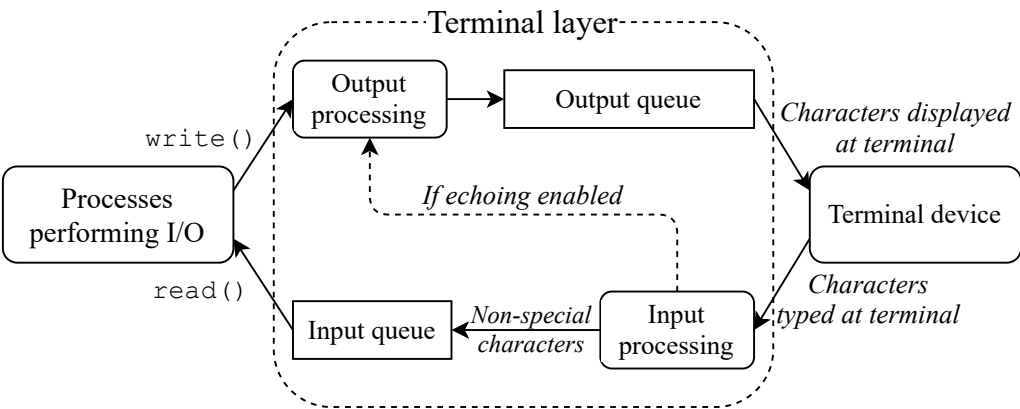 Terminal layer
Output
processing
Output queue
Characters displayed
at terminal
write()
Processes
performing I/O
If echoing enabled
Terminal device
read()
Input queue
Non-special
characters
Input
processing
Characters
typed at terminal